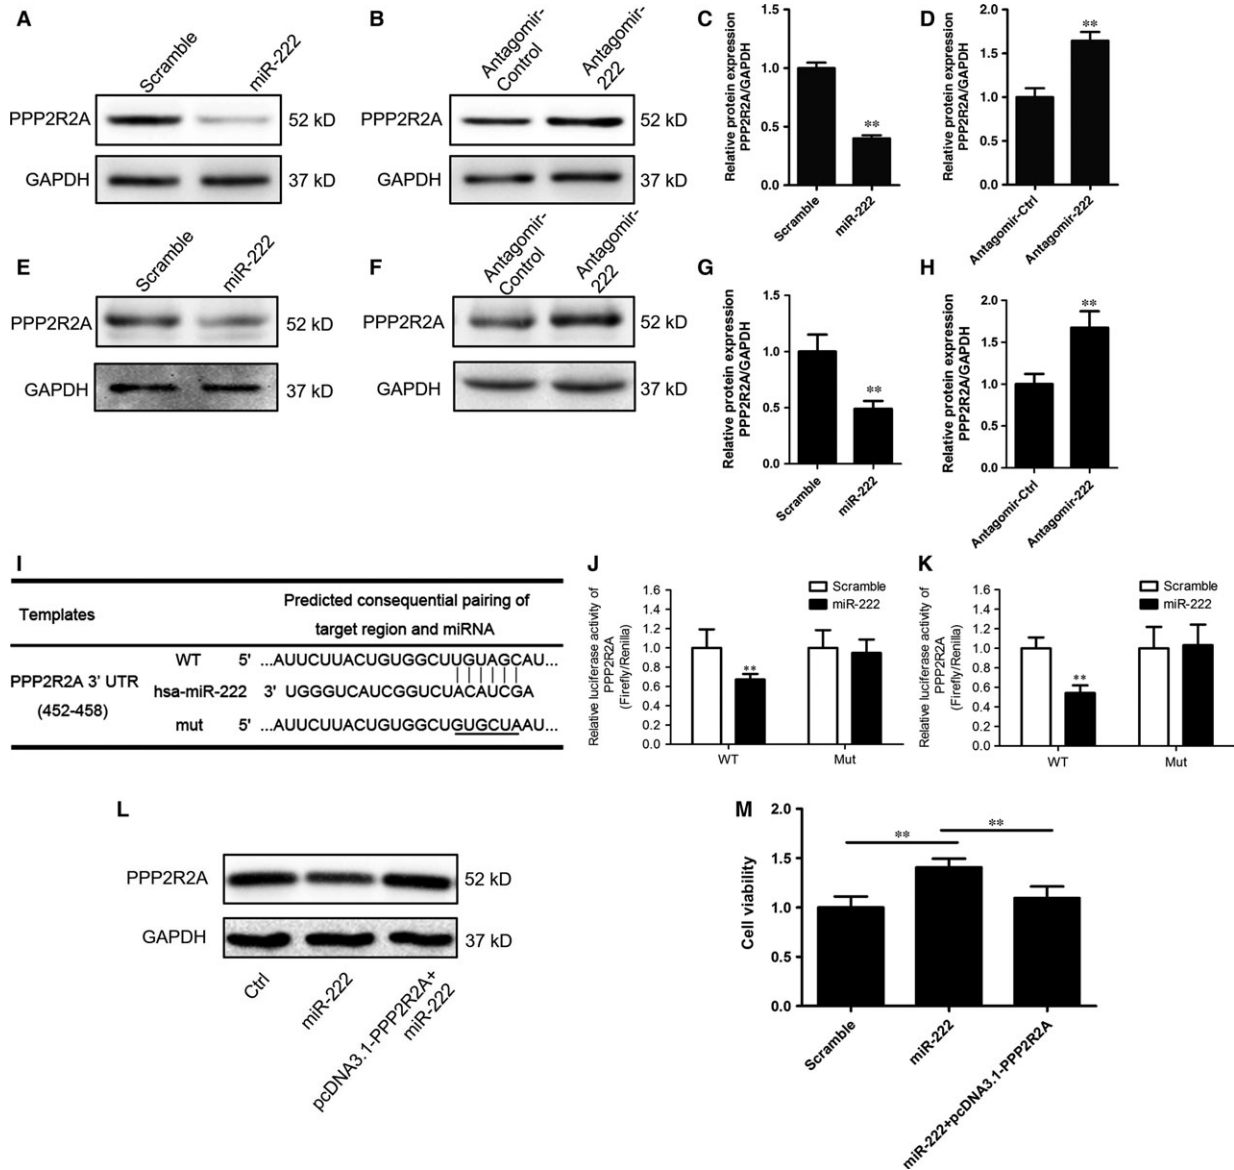 A
Scramble
miR-222
PPP2R2A
52 kD
GAPDH
37 kD
B
Antagomir-
Control
Antagomir-
222
PPP2R2A
52 kD
GAPDH
37 kD
C
Relative protein expression
PPP2R2A/GAPDH
1.5
1.0
0.5
0.0
**
Scramble
miR-222
D
Relative protein expression
PPP2R2A/GAPDH
2.0
1.5
1.0
0.5
0.0
**
Antagomir-Ctrl
Antagomir-222
E
Scramble
miR-222
PPP2R2A
52 kD
GAPDH
37 kD
F
Antagomir-
Control
Antagomir-
222
PPP2R2A
52 kD
GAPDH
37 kD
G
Relative protein expression
PPP2R2A/GAPDH
1.5
1.0
0.5
0.0
**
Scramble
miR-222
H
Relative protein expression
PPP2R2A/GAPDH
2.0
1.5
1.0
0.5
0.0
**
Antagomir-Ctrl
Antagomir-222
I
Templates
Predicted consequential pairing of
target region and miRNA
PPP2R2A 3' UTR
(452-458)
WT 5' ...AUUCUUACUGUGGCUUGUAGCAU...
hsa-miR-222 3' UGGGUCAUCGGUCUACAUCGA
mut 5' ...AUUCUUACUGUGGCUGUGCUAAU...
J
Relative luciferase activity of
PPP2R2A
(Firefly/Renilla)
1.6
1.4
1.2
1.0
0.8
0.6
0.4
0.2
0.0
Scramble
miR-222
**
WT
Mut
K
Relative luciferase activity of
PPP2R2A
(Firefly/Renilla)
1.6
1.4
1.2
1.0
0.8
0.6
0.4
0.2
0.0
Scramble
miR-222
**
WT
Mut
L
PPP2R2A
52 kD
GAPDH
37 kD
Ctrl
miR-222
pcDNA3.1-PPP2R2A+
miR-222
M
Cell viability
2.0
1.5
1.0
0.5
0.0
**
**
Scramble
miR-222
miR-222+pcDNA3.1-PPP2R2A